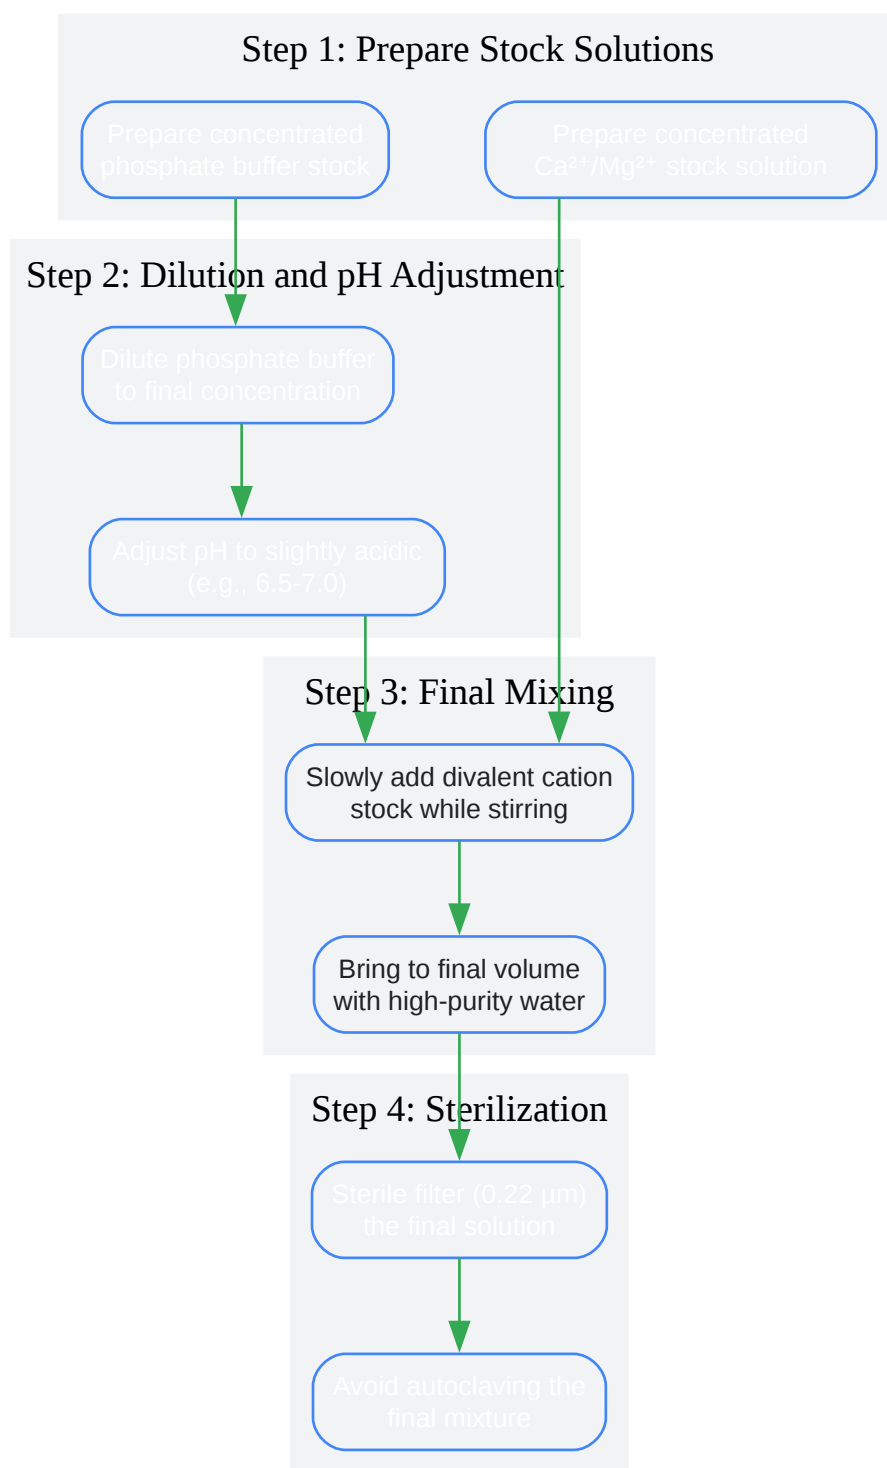 Step 1: Prepare Stock Solutions
Prepare concentrated
phosphate buffer stock
Prepare concentrated
Ca²⁺/Mg²⁺ stock solution
Step 2: Dilution and pH Adjustment
Dilute phosphate buffer
to final concentration
Adjust pH to slightly acidic
(e.g., 6.5-7.0)
Step 3: Final Mixing
Slowly add divalent cation
stock while stirring
Bring to final volume
with high-purity water
Step 4: Sterilization
Sterile filter (0.22 µm)
the final solution
Avoid autoclaving the
final mixture